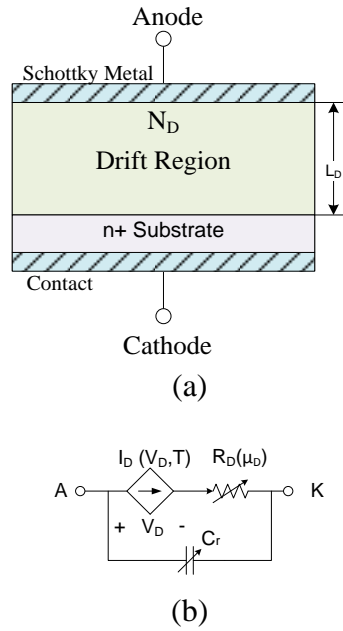 Anode
Schottky Metal
N_D
Drift Region
L_D
n+ Substrate
Contact
Cathode
(a)
I_D (V_D,T)
R_D(μ_D)
A
K
+ V_D -
C_r
(b)